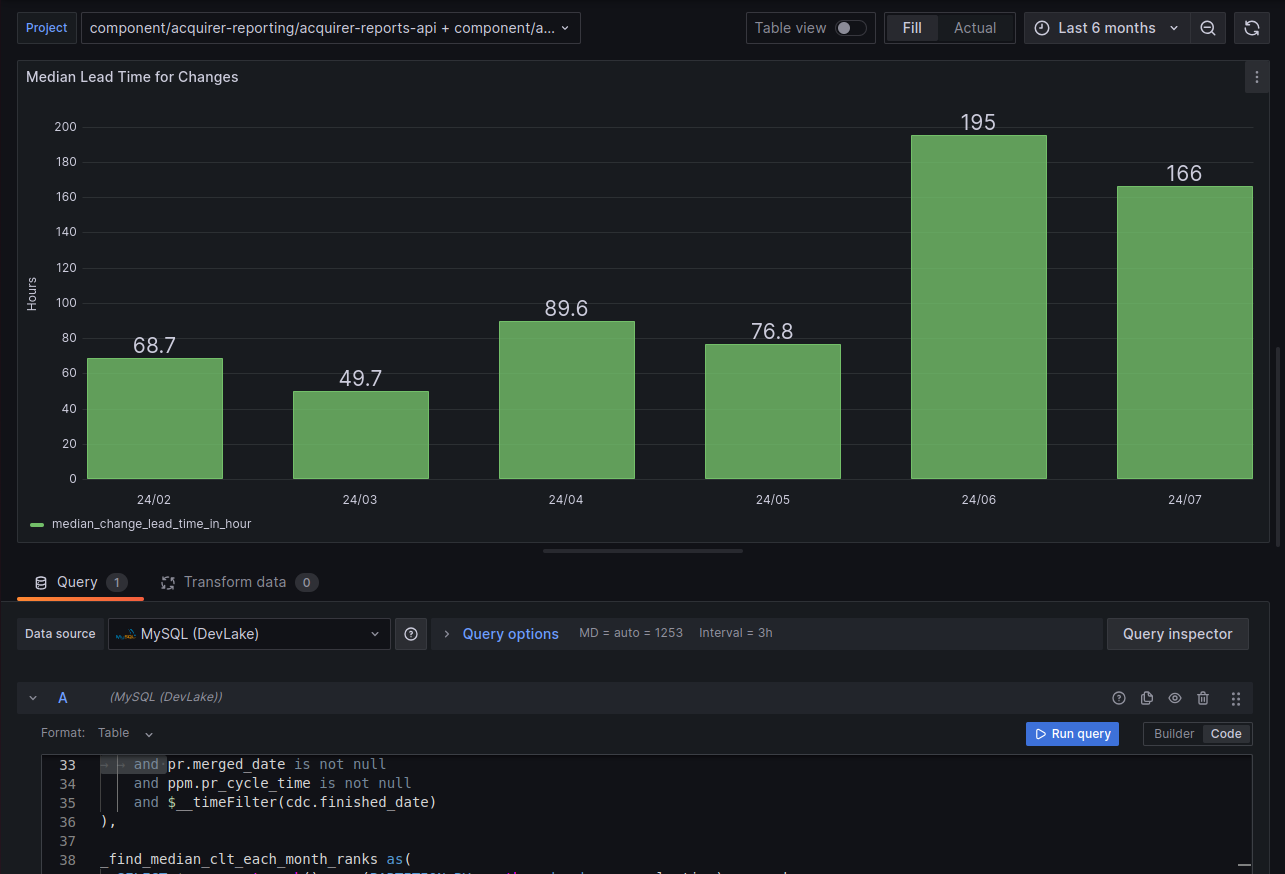 Project component/acquirer-reporting/acquirer-reports-api + component/a... Table view Fill Actual Last 6 months
Median Lead Time for Changes
200
180
160
140
120
100
80
60
40
20
0
Hours
68.7
49.7
89.6
76.8
195
166
24/02 24/03 24/04 24/05 24/06 24/07
median_change_lead_time_in_hour
Query 1 Transform data 0
Data source MySQL (DevLake) Query options MD = auto = 1253 Interval = 3h Query inspector
A (MySQL (DevLake))
Format: Table Run query Builder Code
33 and pr.merged_date is not null
34 and ppm.pr_cycle_time is not null
35 and $__timeFilter(cdc.finished_date)
36 ),
37
38 _find_median_clt_each_month_ranks as(